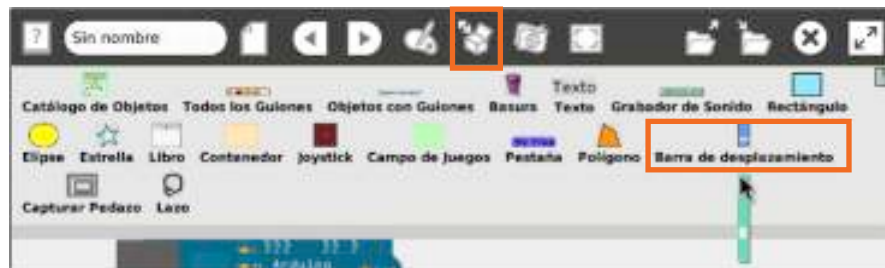 ?
Sin nombre
Texto
Catálogo de Objetos Todos los Guiones Objetos con Guiones Basura Texto Grabador de Sonido Rectángulo
Elipse Estrella Libro Contenedor Joystick Campo de Juegos Pestaña Polígono Barra de desplazamiento
Capturar Pedazo Lazo
Arduino